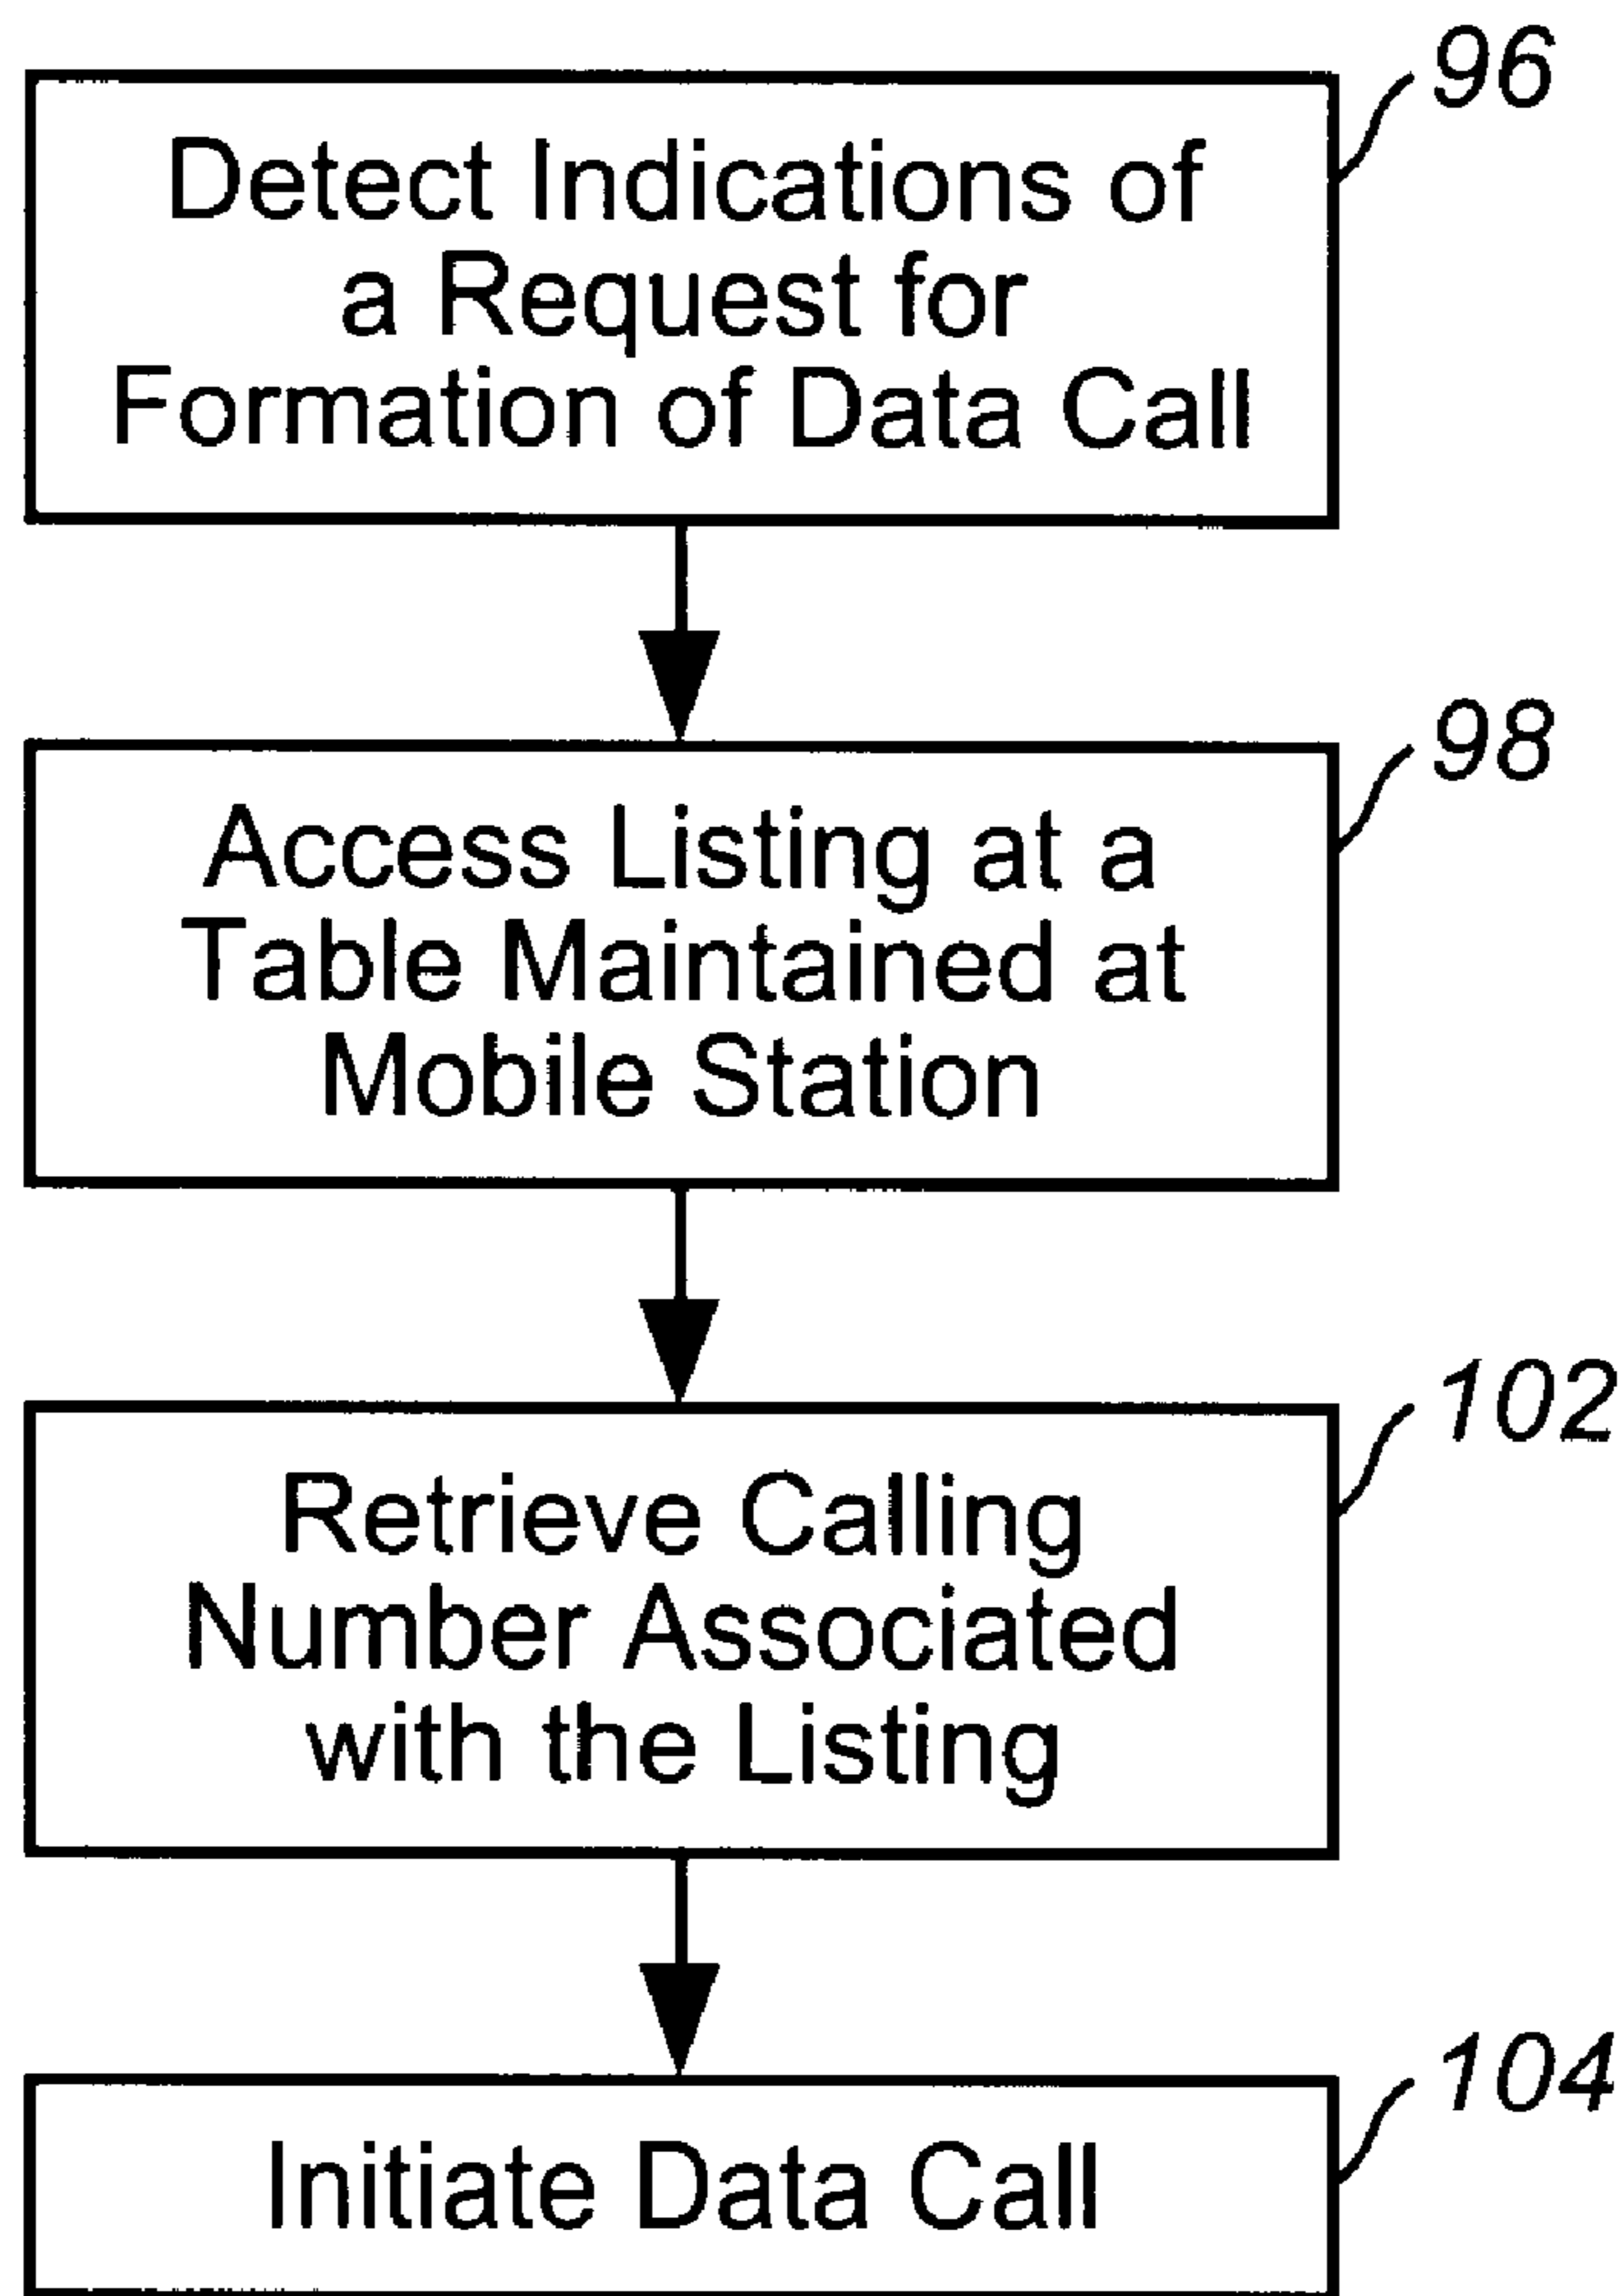 96
Detect Indications of
a Request for
Formation of Data Call
98
Access Listing at a
Table Maintained at
Mobile Station
102
Retrieve Calling
Number Associated
with the Listing
104
Initiate Data Call